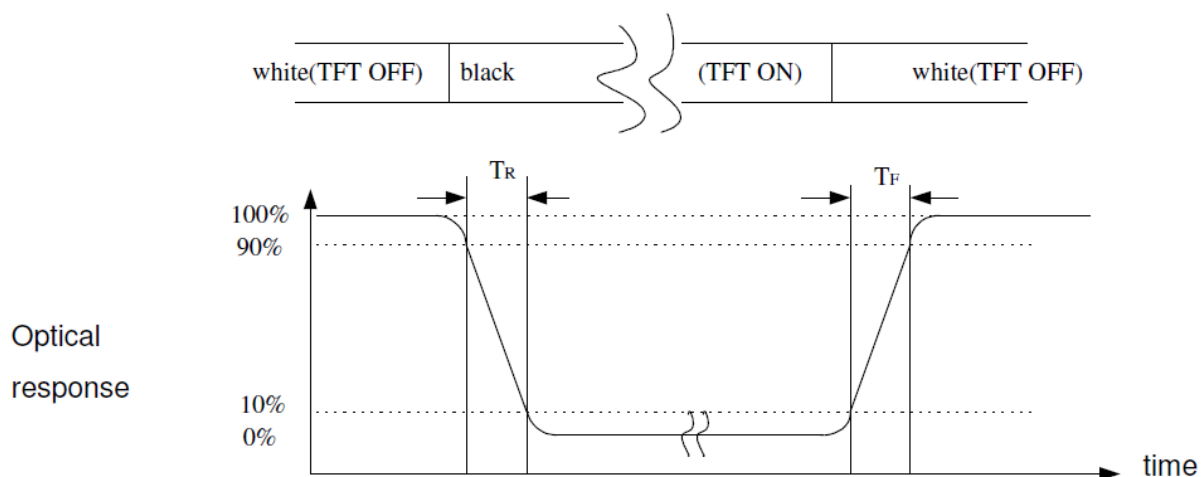 white(TFT OFF) black (TFT ON) white(TFT OFF)
TR TF
100%
90%
Optical
response
10%
0%
time